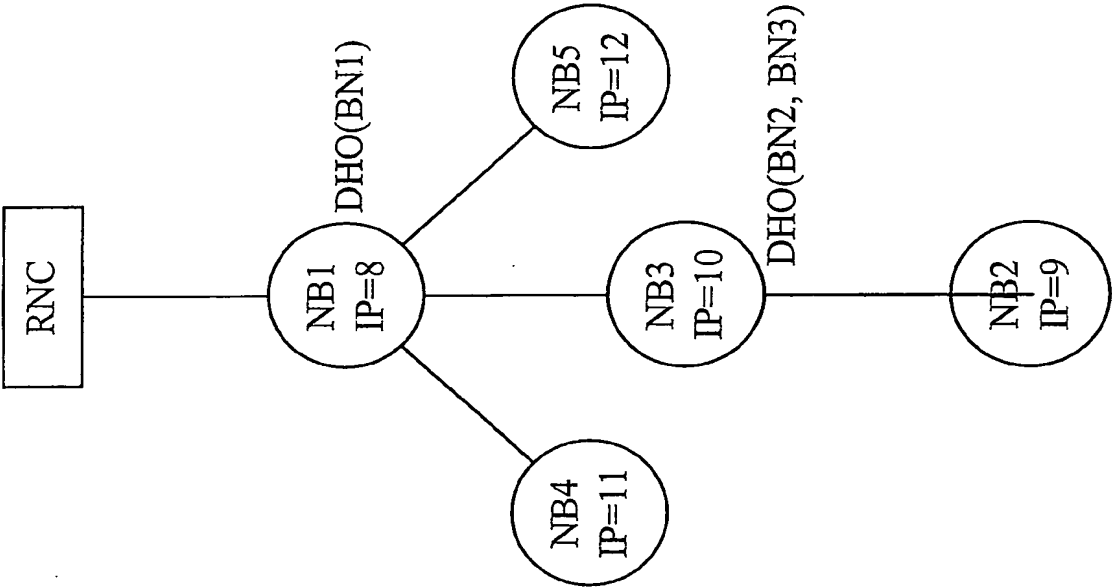 RNC
NB1
IP=8
DHO(BN1)
NB4
IP=11
NB3
IP=10
NB5
IP=12
DHO(BN2, BN3)
NB2
IP=9